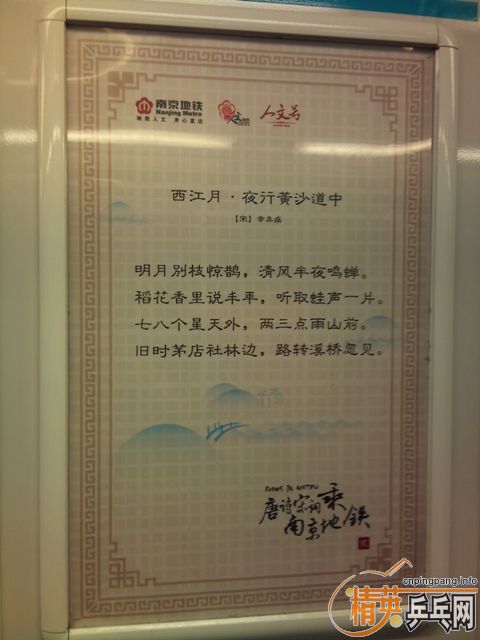 南京地铁
Nanjing Metro
人文号
西江月·夜行黄沙道中
【宋】辛弃疾
明月别枝惊鹊，清风半夜鸣蝉。
稻花香里说丰年，听取蛙声一片。
七八个星天外，两三点雨山前。
旧时茅店社林边，路转溪桥忽见。
唐诗宋词乘
南京地铁
cnpingpang.info
精英乒乓网